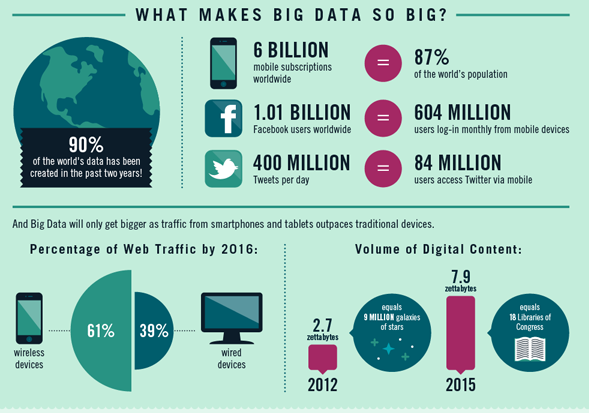 WHAT MAKES BIG DATA SO BIG?
90%
of the world's data has been
created in the past two years!
6 BILLION
mobile subscriptions
worldwide
=
87%
of the world's population
f
1.01 BILLION
Facebook users worldwide
=
604 MILLION
users log-in monthly from mobile devices
400 MILLION
Tweets per day
=
84 MILLION
users access Twitter via mobile
And Big Data will only get bigger as traffic from smartphones and tablets outpaces traditional devices.
Percentage of Web Traffic by 2016:
wireless
devices
61%
39%
wired
devices
Volume of Digital Content:
2.7
zettabytes
2012
equals
9 MILLION galaxies
of stars
7.9
zettabytes
2015
equals
18 Libraries of
Congress